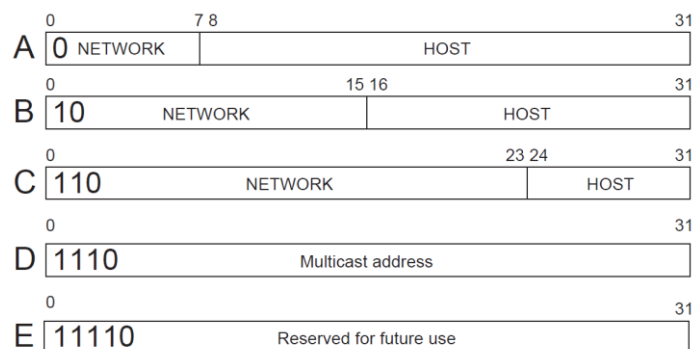 0 7 8 31
A 0 NETWORK HOST
0 15 16 31
B 10 NETWORK HOST
0 23 24 31
C 110 NETWORK HOST
0 31
D 1110 Multicast address
0 31
E 11110 Reserved for future use